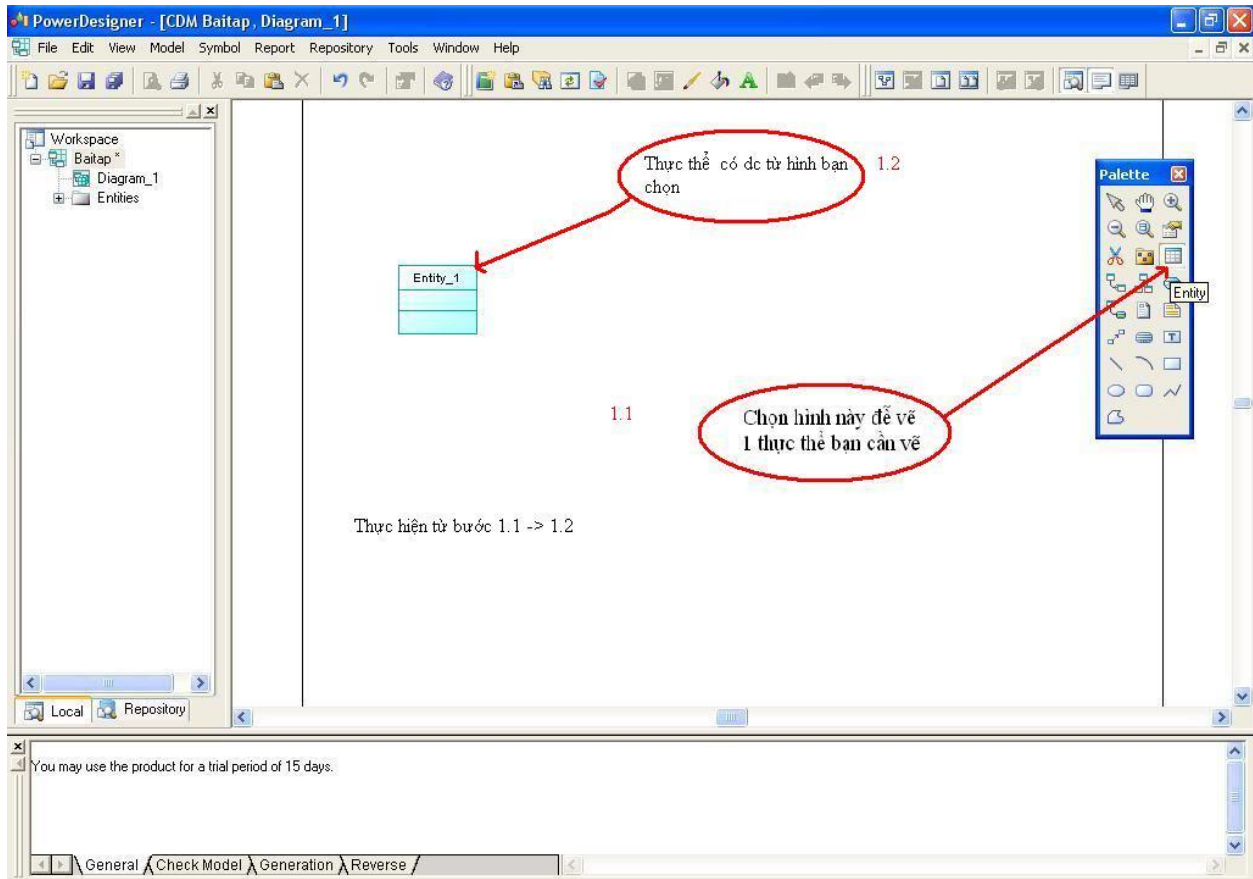 PowerDesigner - [CDM Baitap, Diagram_1]
File Edit View Model Symbol Report Repository Tools Window Help
Workspace
Baitap *
Diagram_1
Entities
Thực thể có dc từ hình bạn
chọn
1.2
Palette
Entity_1
Entity
1.1
Chọn hình này để vẽ
1 thực thể bạn cần vẽ
Thực hiện từ bước 1.1 -> 1.2
Local Repository
You may use the product for a trial period of 15 days.
General Check Model Generation Reverse